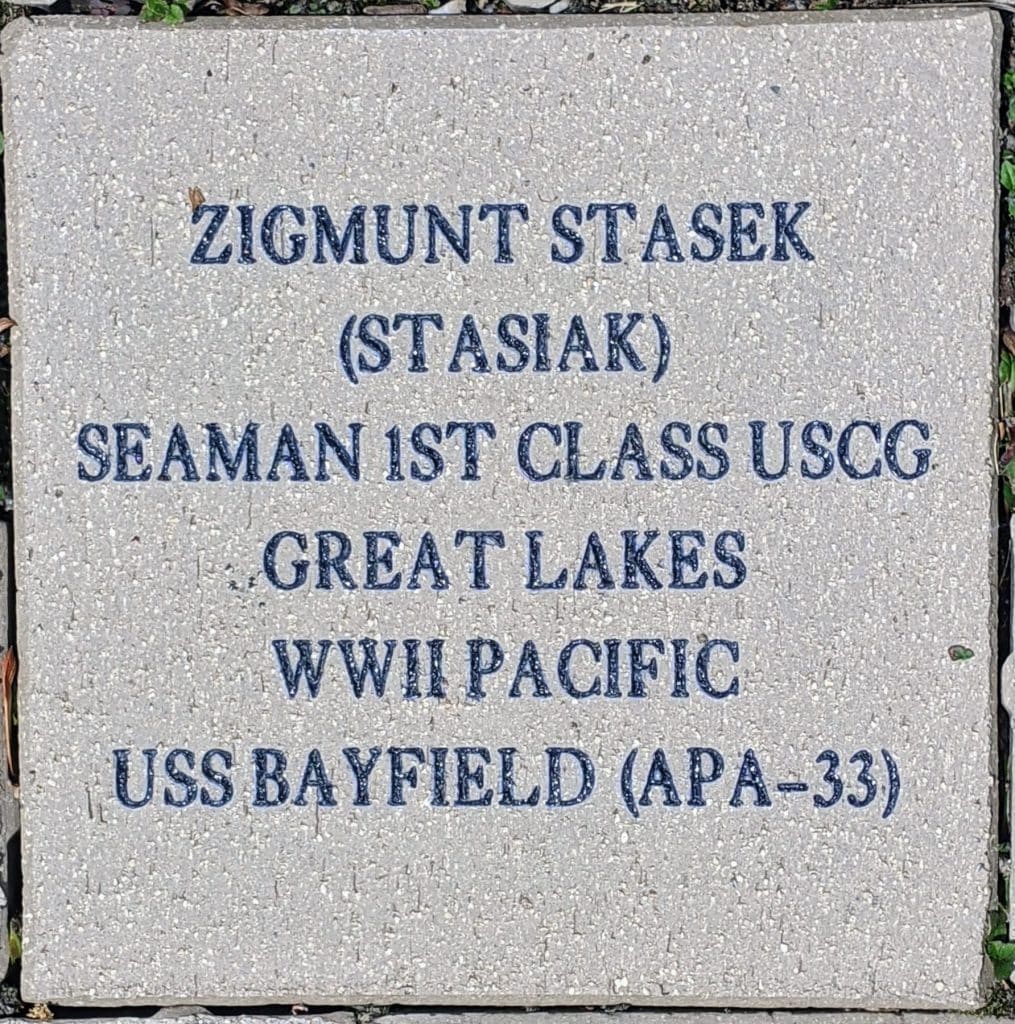 ZIGMUNT STASEK
(STASIAK)
SEAMAN 1ST CLASS USCG
GREAT LAKES
WWII PACIFIC
USS BAYFIELD (APA-33)